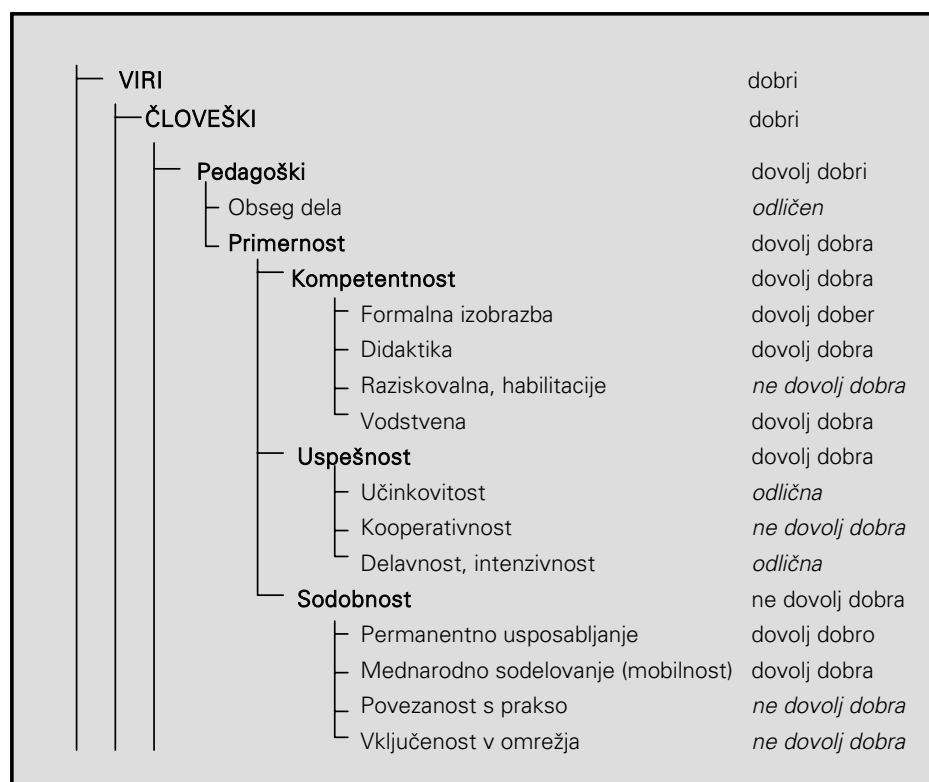 VIRI dobri
ČLOVEŠKI dobri
Pedagoški dovolj dobri
Obseg dela odličen
Primernost dovolj dobra
Kompetentnost dovolj dobra
Formalna izobrazba dovolj dober
Didaktika dovolj dobra
Raziskovalna, habilitacije ne dovolj dobra
Vodstvena dovolj dobra
Uspešnost dovolj dobra
Učinkovitost odlična
Kooperativnost ne dovolj dobra
Delavnost, intenzivnost odlična
Sodobnost ne dovolj dobra
Permanentno usposabljanje dovolj dobro
Mednarodno sodelovanje (mobilnost) dovolj dobra
Povezanost s prakso ne dovolj dobra
Vključenost v omrežja ne dovolj dobra